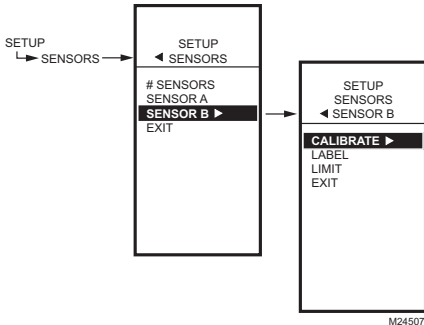 SETUP
SENSORS
SETUP
◄ SENSORS
# SENSORS
SENSOR A
SENSOR B ►
EXIT
SETUP
SENSORS
◄ SENSOR B
CALIBRATE ►
LABEL
LIMIT
EXIT
M24507